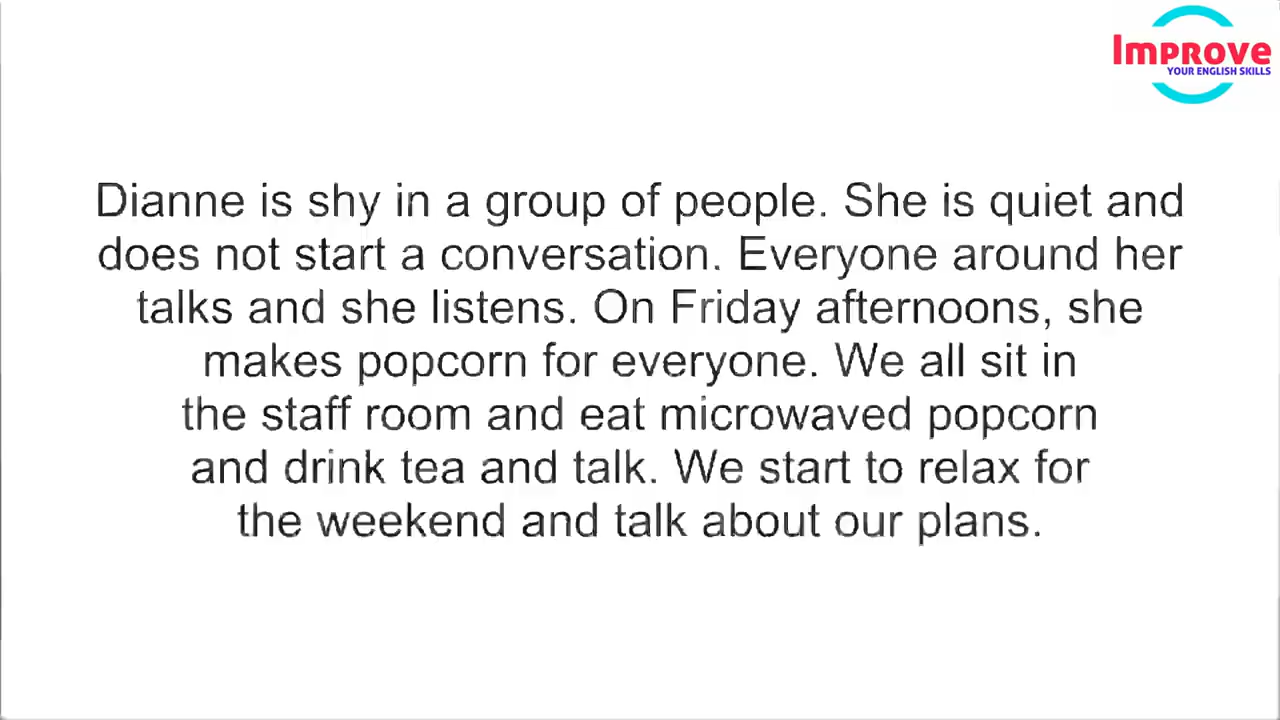 Improve
YOUR ENGLISH SKILLS
Dianne is shy in a group of people. She is quiet and
does not start a conversation. Everyone around her
talks and she listens. On Friday afternoons, she
makes popcorn for everyone. We all sit in
the staff room and eat microwaved popcorn
and drink tea and talk. We start to relax for
the weekend and talk about our plans.